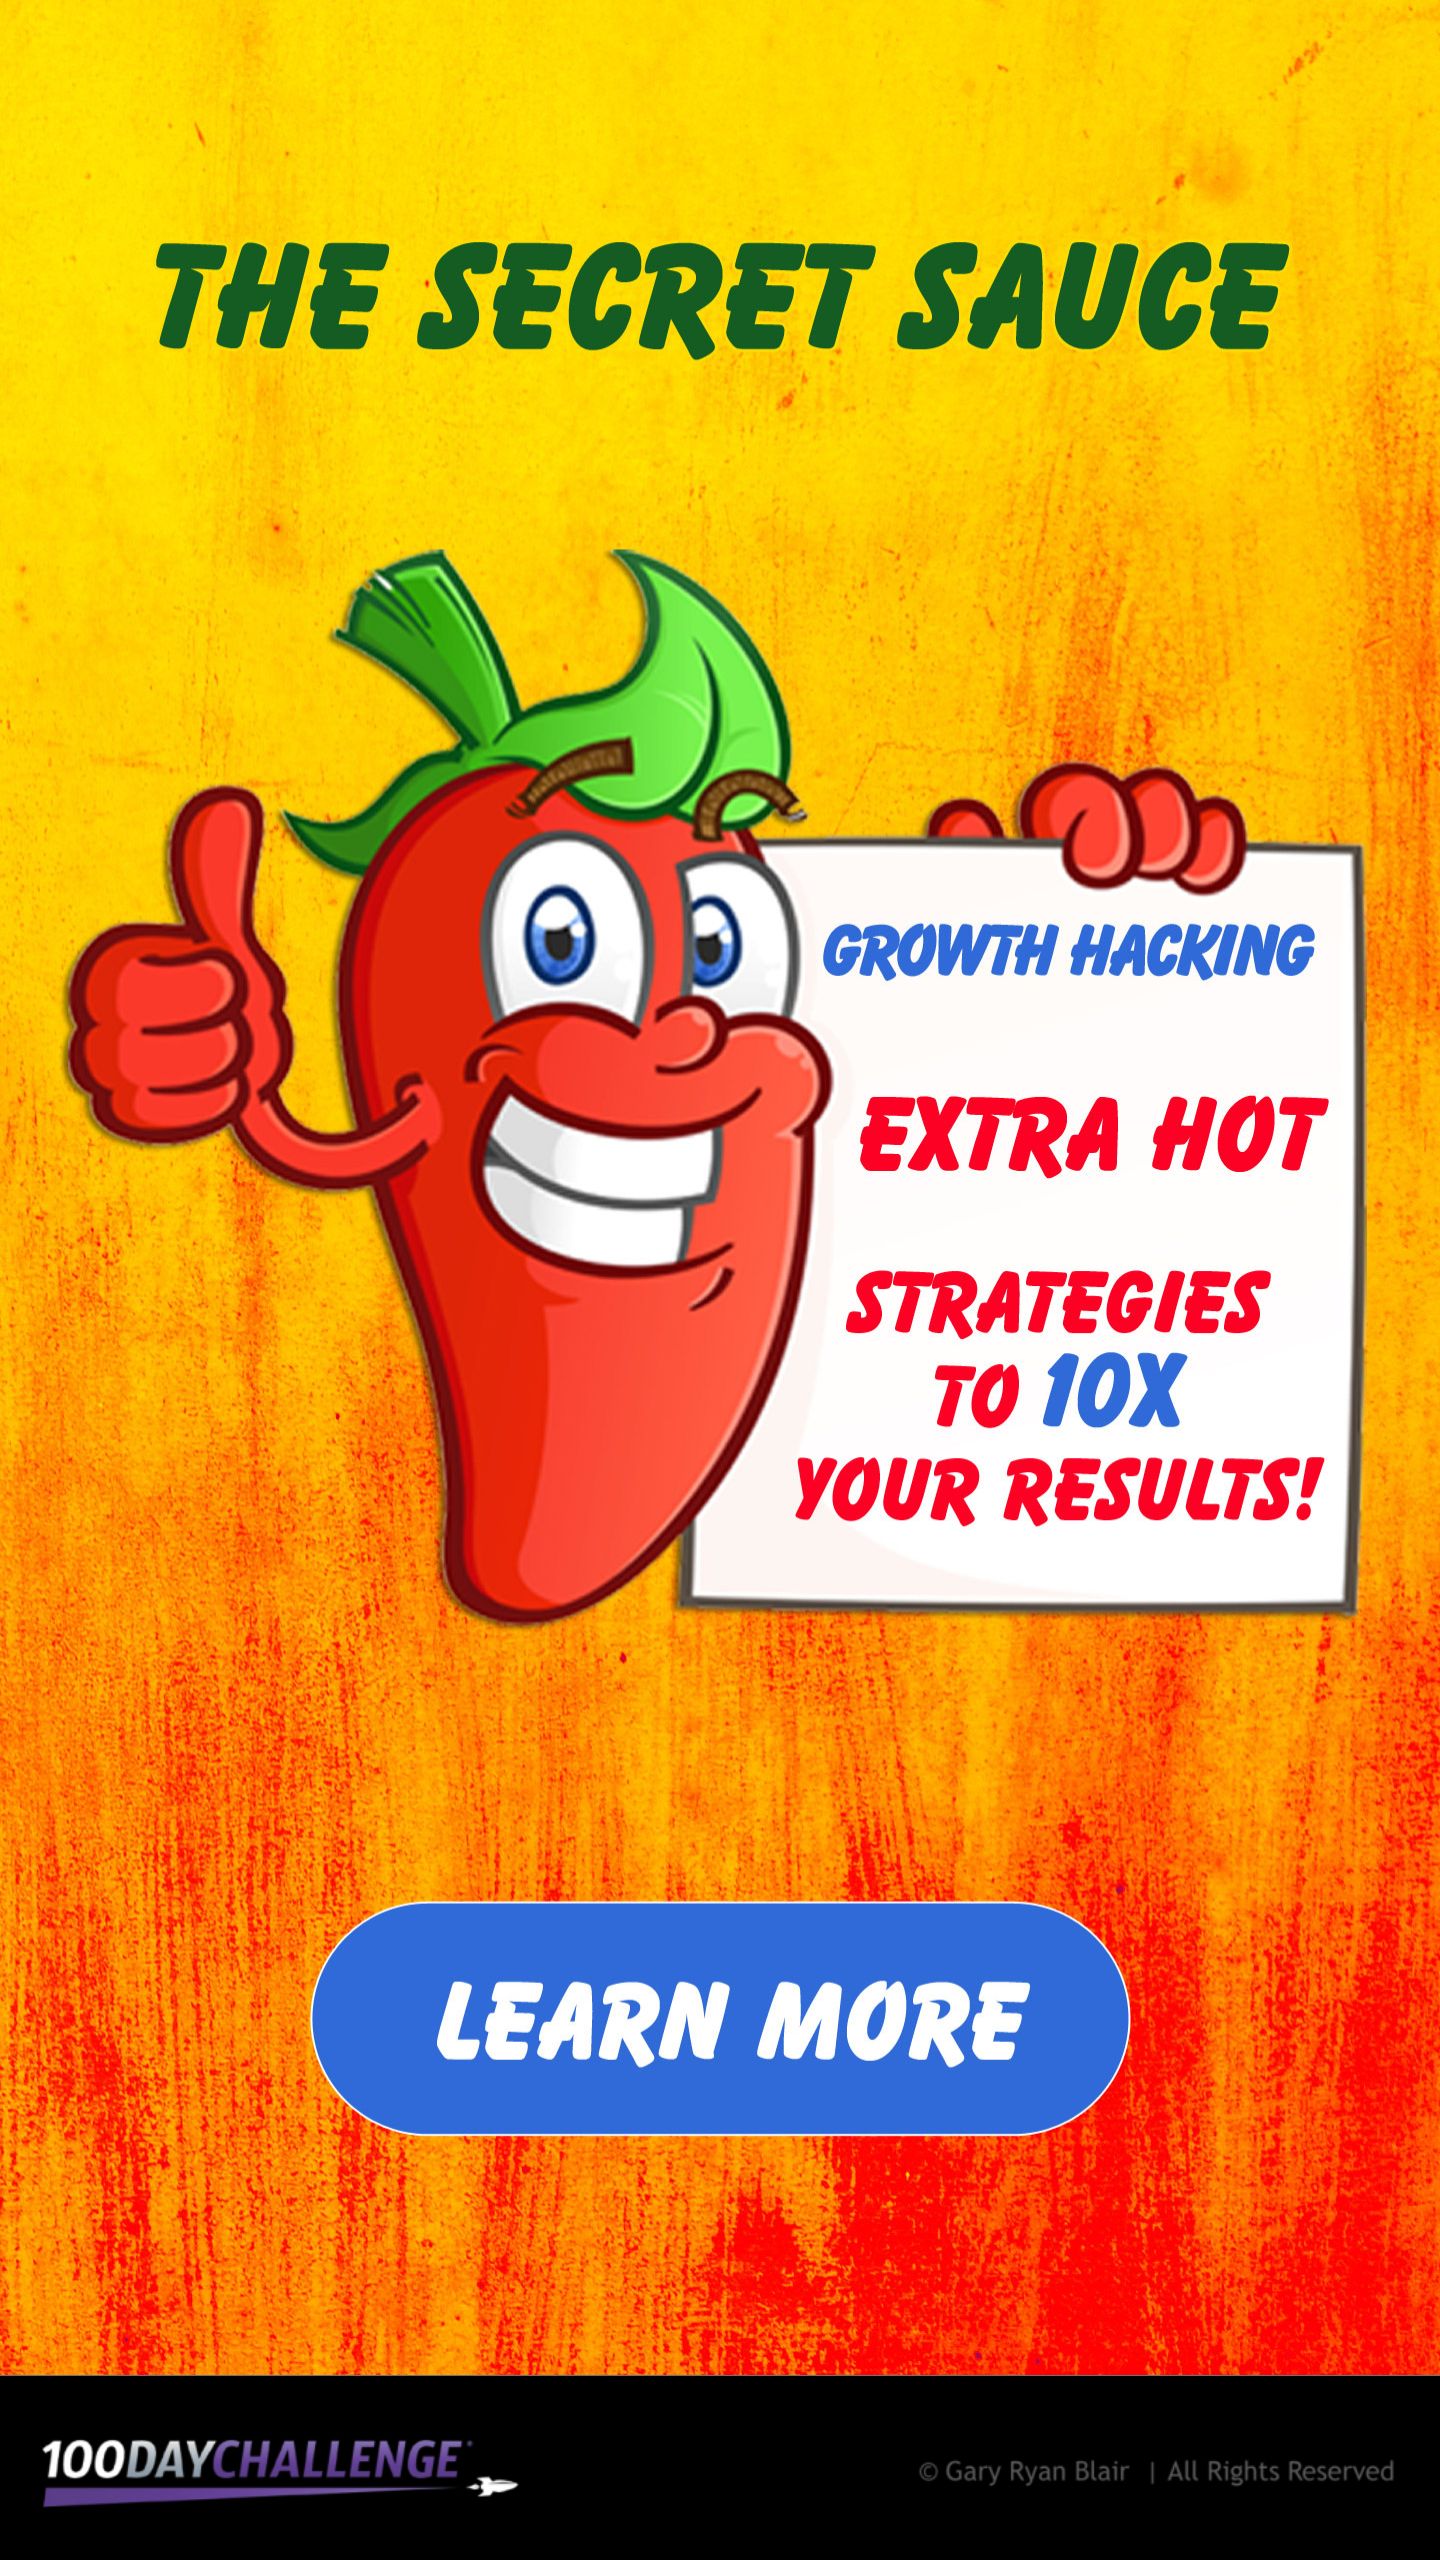 THE SECRET SAUCE
GROWTH HACKING
EXTRA HOT
STRATEGIES
TO 10X
YOUR RESULTS!
LEARN MORE
100DAYCHALLENGE
© Gary Ryan Blair | All Rights Reserved